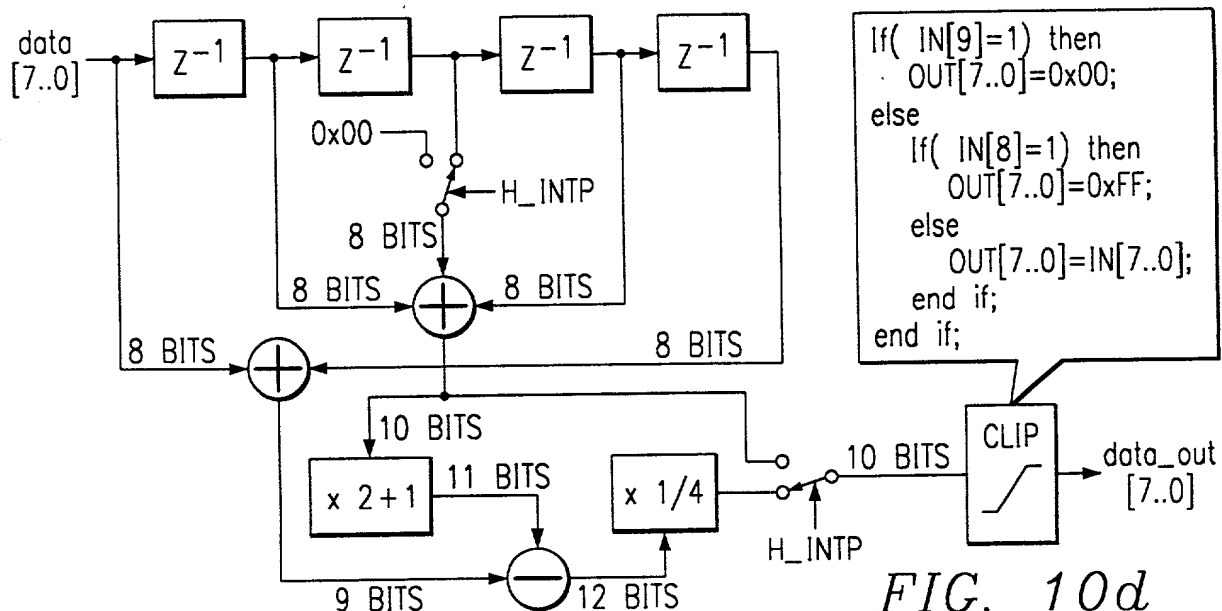 data
[7..0]
Z⁻¹
Z⁻¹
Z⁻¹
Z⁻¹
0x00
H_INTP
8 BITS
8 BITS
8 BITS
8 BITS
8 BITS
10 BITS
11 BITS
x 2+1
x 1/4
9 BITS
12 BITS
H_INTP
10 BITS
If( IN[9]=1) then
OUT[7..0]=0x00;
else
If( IN[8]=1) then
OUT[7..0]=0xFF;
else
OUT[7..0]=IN[7..0];
end if;
end if;
CLIP
data_out
[7..0]
FIG. 10d